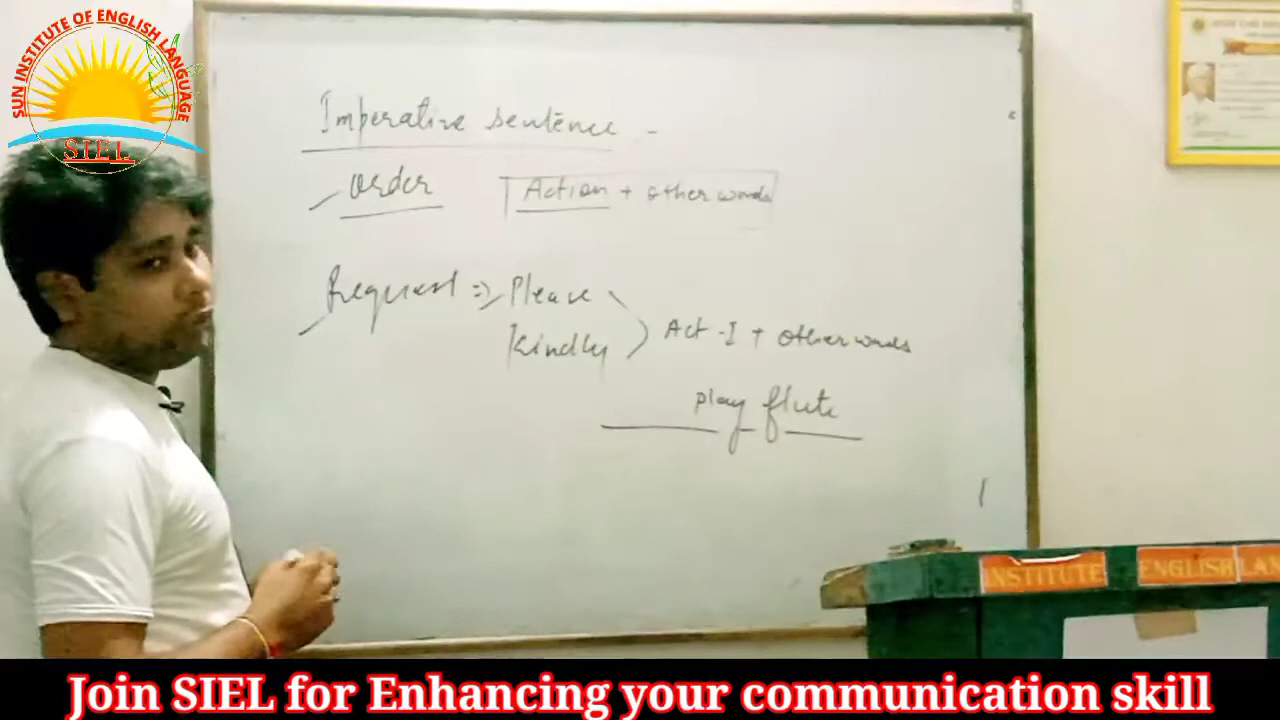 SUN INSTITUTE OF ENGLISH LANGUAGE
SIEL
Imperative sentence -
Order
Action + other words
Request => Please
Kindly
Act-I + other words
play flute
INSTITUTE
ENGLISH
LAN
Join SIEL for Enhancing your communication skill